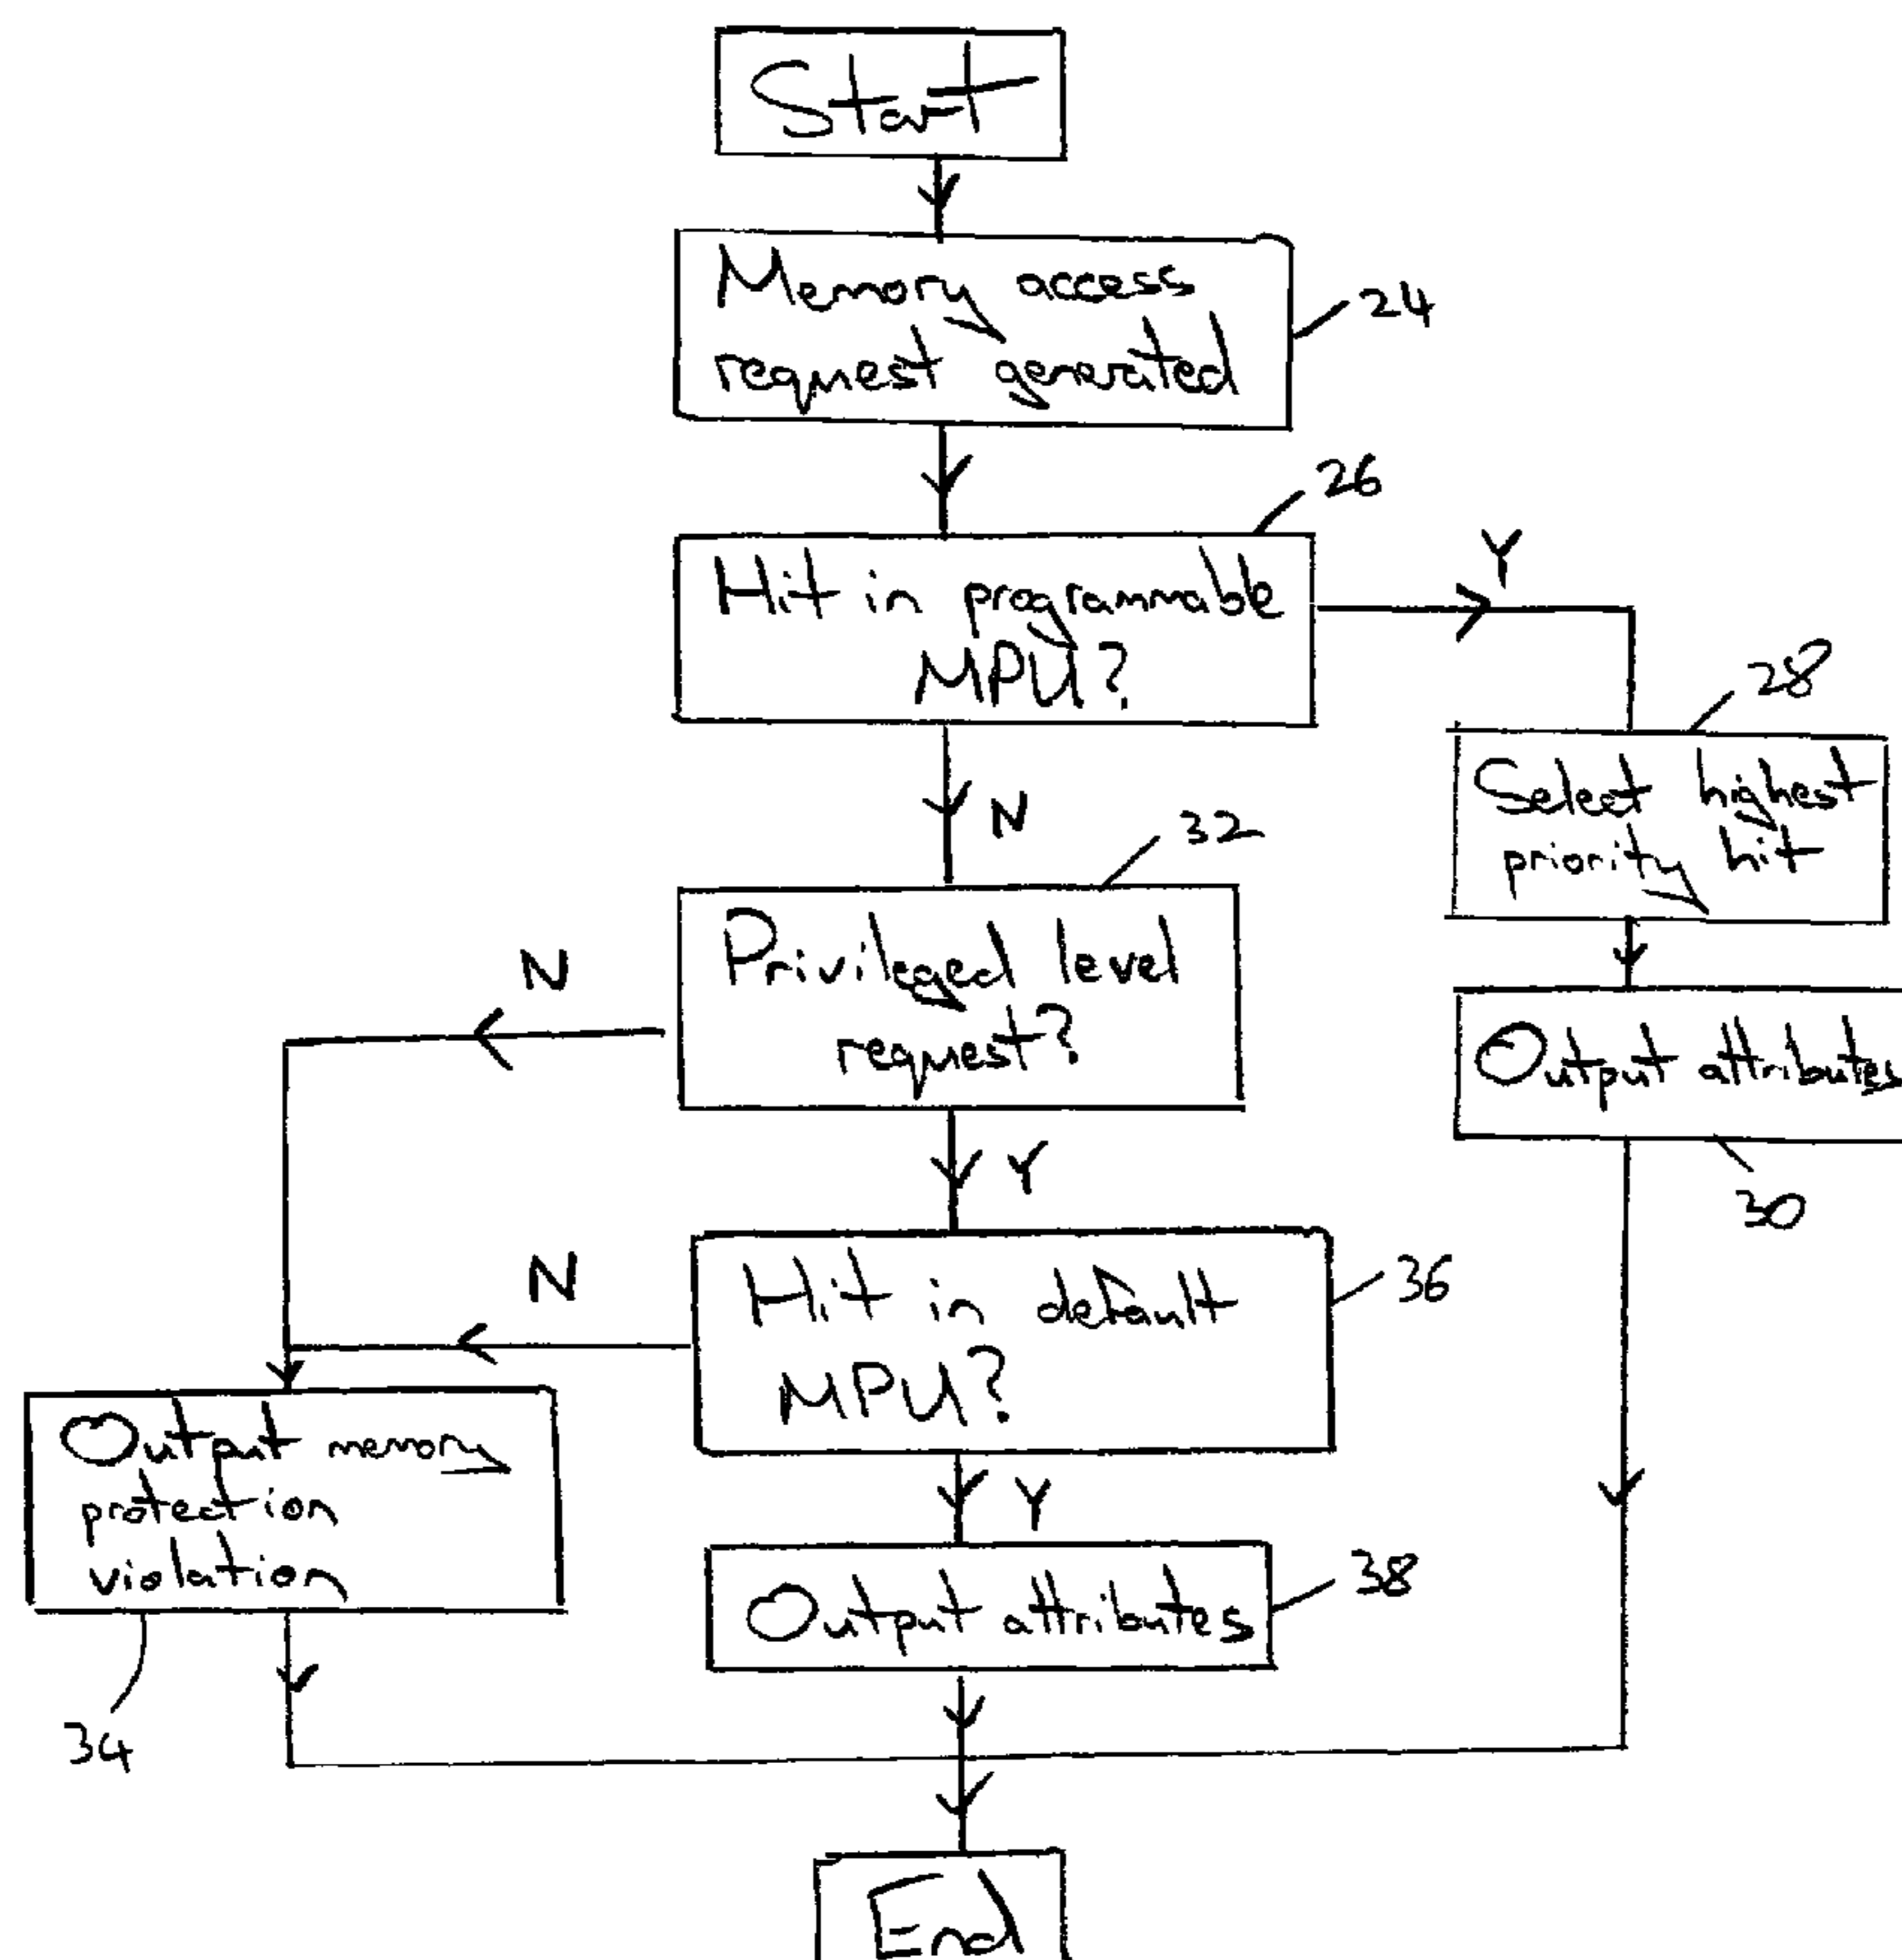 Start
Memory access
request generated
24
26
Hit in programmable
MPU?
Y
28
Select highest
priority hit
N
32
Privileged level
request?
N
Output attributes
30
Y
Hit in default
MPU?
36
N
Output memory
protection
violation
34
Y
Output attributes
38
End